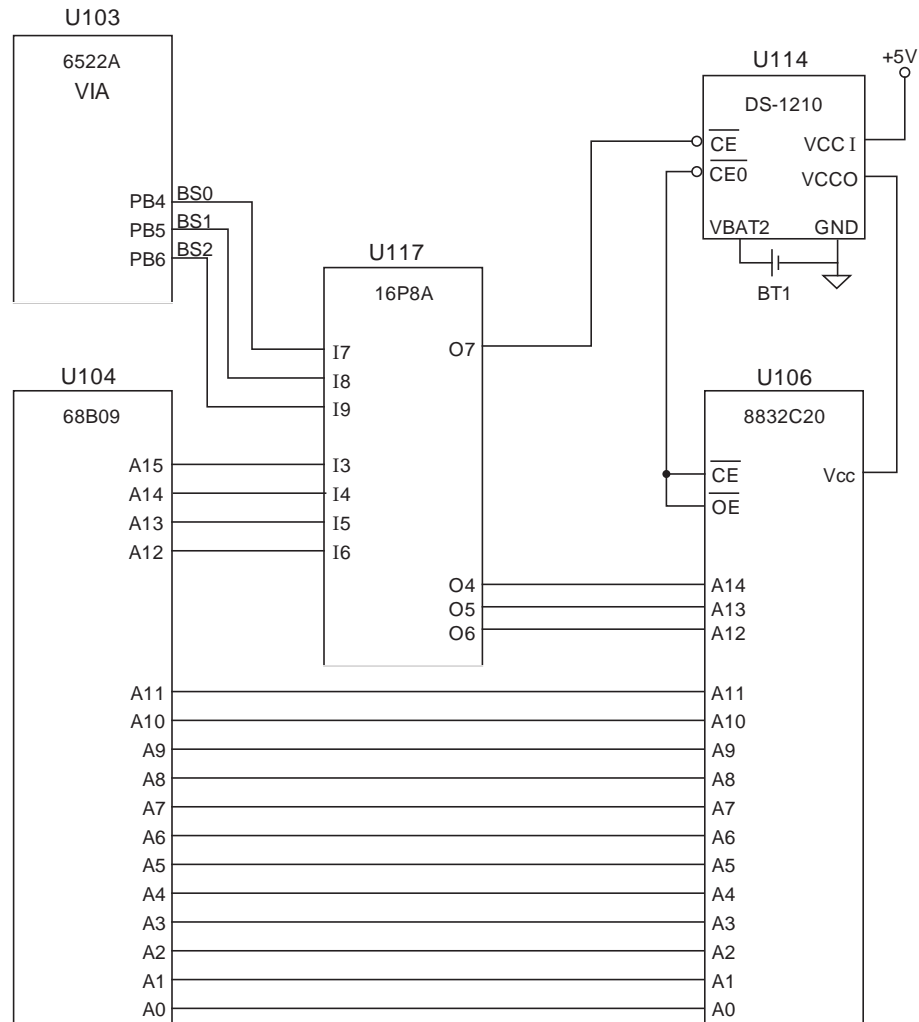 U103
6522A
VIA
PB4
BS0
PB5
BS1
PB6
BS2
U114
DS-1210
+5V
CE
CE0
VCC I
VCCO
VBAT2
GND
BT1
U117
16P8A
I7
I8
I9
I3
I4
I5
I6
O7
O4
O5
O6
U104
68B09
A15
A14
A13
A12
A11
A10
A9
A8
A7
A6
A5
A4
A3
A2
A1
A0
U106
8832C20
CE
OE
Vcc
A14
A13
A12
A11
A10
A9
A8
A7
A6
A5
A4
A3
A2
A1
A0